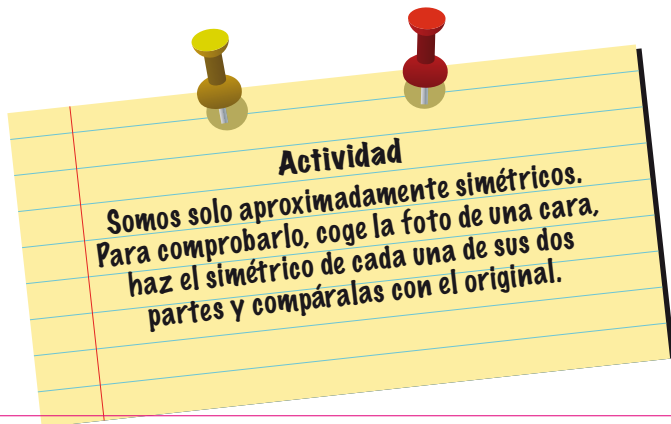 Actividad
Somos solo aproximadamente simétricos.
Para comprobarlo, coge la foto de una cara,
haz el simétrico de cada una de sus dos
partes y compáralas con el original.